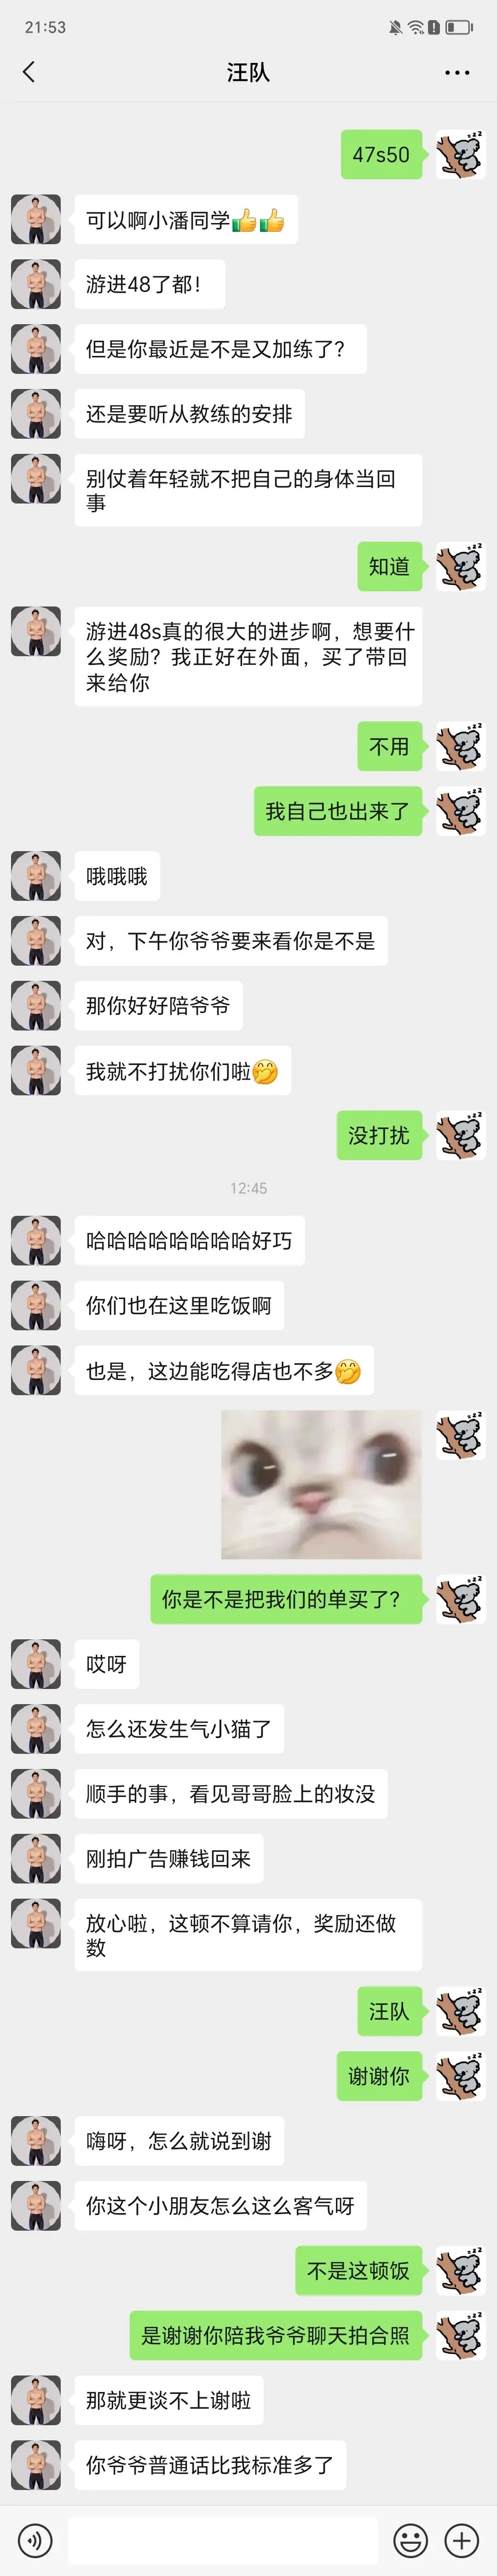 21:53
汪队
47s50
可以啊小潘同学👍👍
游进48了都！
但是你最近是不是又加练了？
还是要听从教练的安排
别仗着年轻就不把自己的身体当回
事
知道
游进48s真的很大的进步啊，想要什
么奖励？我正好在外面，买了带回
来给你
不用
我自己也出来了
哦哦哦
对，下午你爷爷要来看你是不是
那你好好陪爷爷
我就不打扰你们啦🤭
没打扰
12:45
哈哈哈哈哈哈哈哈好巧
你们也在这里吃饭啊
也是，这边能吃得店也不多🤭
你是不是把我们的单买了？
哎呀
怎么还发生气小猫了
顺手的事，看见哥哥脸上的妆没
刚拍广告赚钱回来
放心啦，这顿不算请你，奖励还做
数
汪队
谢谢你
嗨呀，怎么就说到谢
你这个小朋友怎么这么客气呀
不是这顿饭
是谢谢你陪我爷爷聊天拍合照
那就更谈不上谢啦
你爷爷普通话比我标准多了